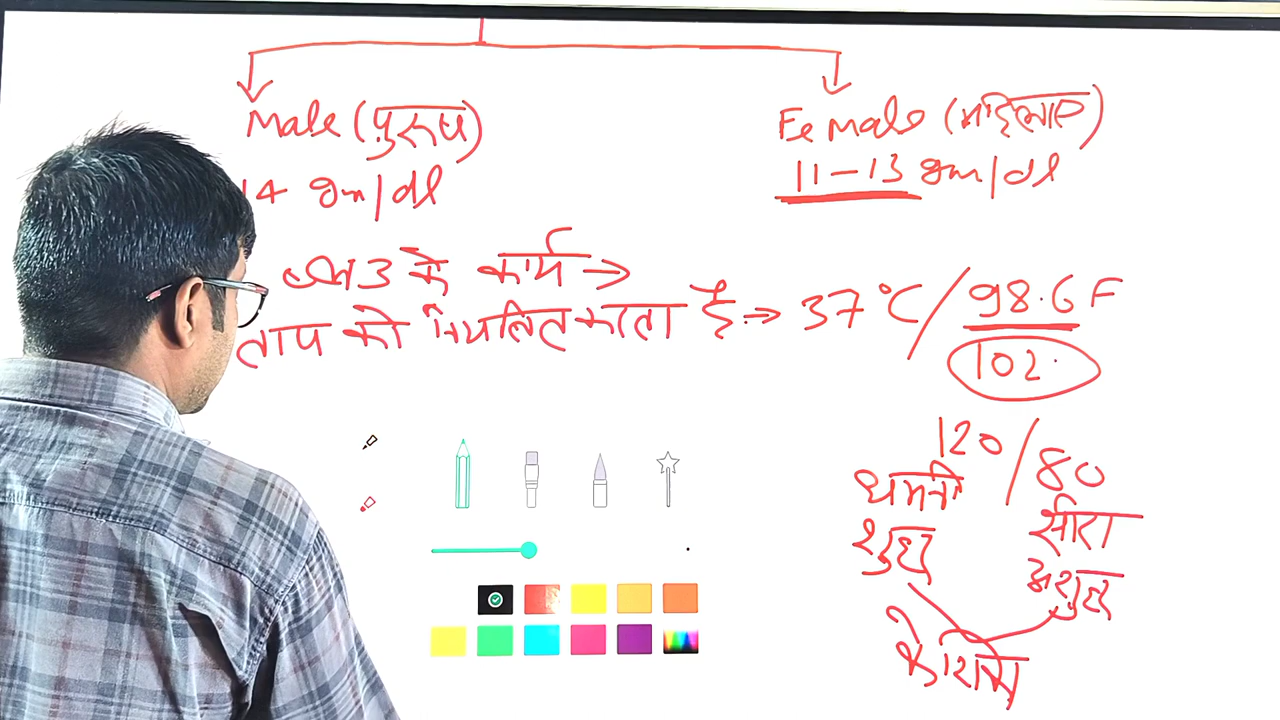 Male (पुरूष)
Female (महिलाए)
14 gm/dl
11-13 gm/dl
के कार्य →
ताप को नियंत्रित करता है → 37°C / 98.6 F
102.
120 / 80
धमनी
सीरा
शुद्ध
अशुद्ध